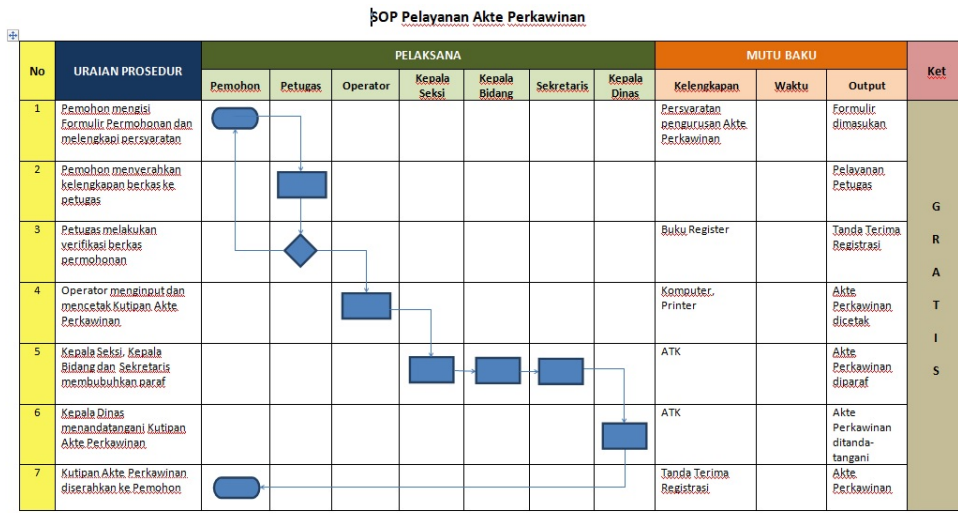 SOP Pelayanan Akte Perkawinan
No
URAIAN PROSEDUR
PELAKSANA
MUTU BAKU
Ket
Pemohon
Petugas
Operator
Kepala
Seksi
Kepala
Bidang
Sekretaris
Kepala
Dinas
Kelengkapan
Waktu
Output
1
Pemohon mengisi
Formulir Permohonan dan
melengkapi persyaratan
Persyaratan
pengurusan Akte
Perkawinan
Formulir
dimasukan
2
Pemohon menyerahkan
kelengkapan berkas ke
petugas
Pelayanan
Petugas
3
Petugas melakukan
verifikasi berkas
permohonan
Buku Register
Tanda Terima
Registrasi
4
Operator menginput dan
mencetak Kutipan Akte
Perkawinan
Komputer,
Printer
Akte
Perkawinan
dicetak
5
Kepala Seksi, Kepala
Bidang dan Sekretaris
membubuhkan paraf
ATK
Akte
Perkawinan
diparaf
6
Kepala Dinas
menandatangani Kutipan
Akte Perkawinan
ATK
Akte
Perkawinan
ditanda-
tangani
7
Kutipan Akte Perkawinan
diserahkan ke Pemohon
Tanda Terima
Registrasi
Akte
Perkawinan
G
R
A
T
I
S